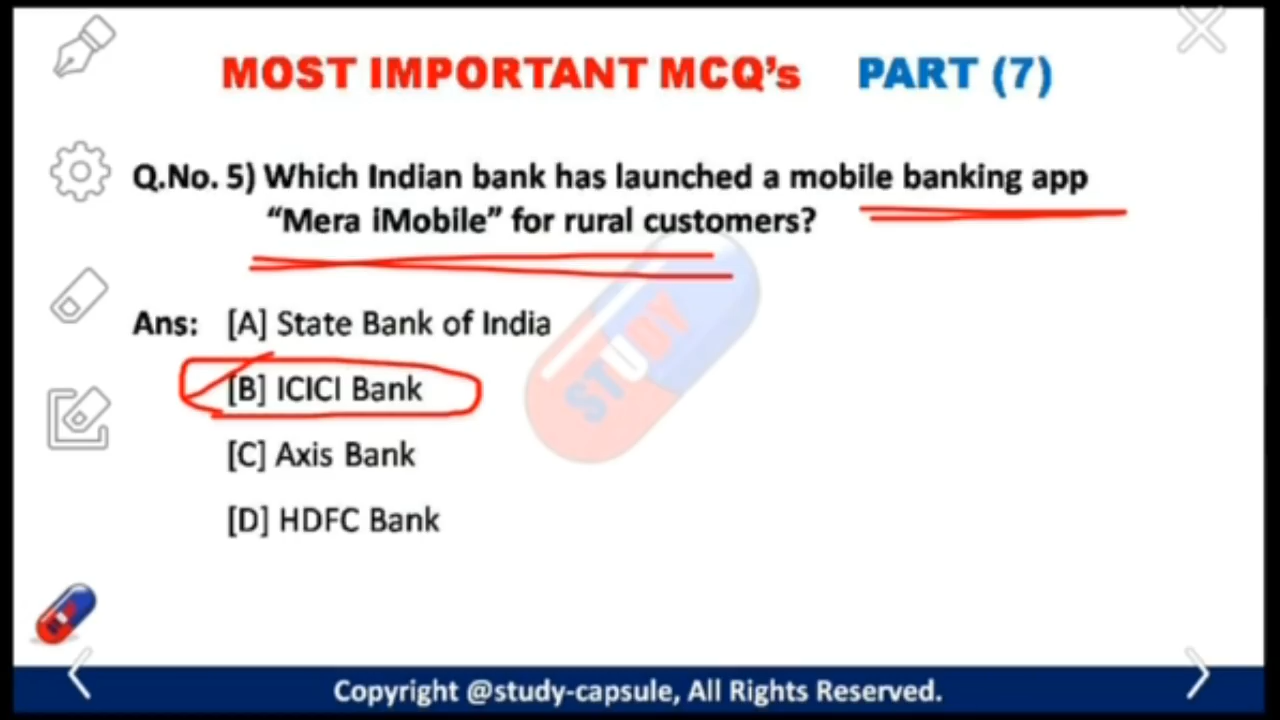 MOST IMPORTANT MCQ's PART (7)
Q.No. 5) Which Indian bank has launched a mobile banking app
“Mera iMobile” for rural customers?
Ans: [A] State Bank of India
[B] ICICI Bank
[C] Axis Bank
[D] HDFC Bank
STUDY
Copyright @study-capsule, All Rights Reserved.